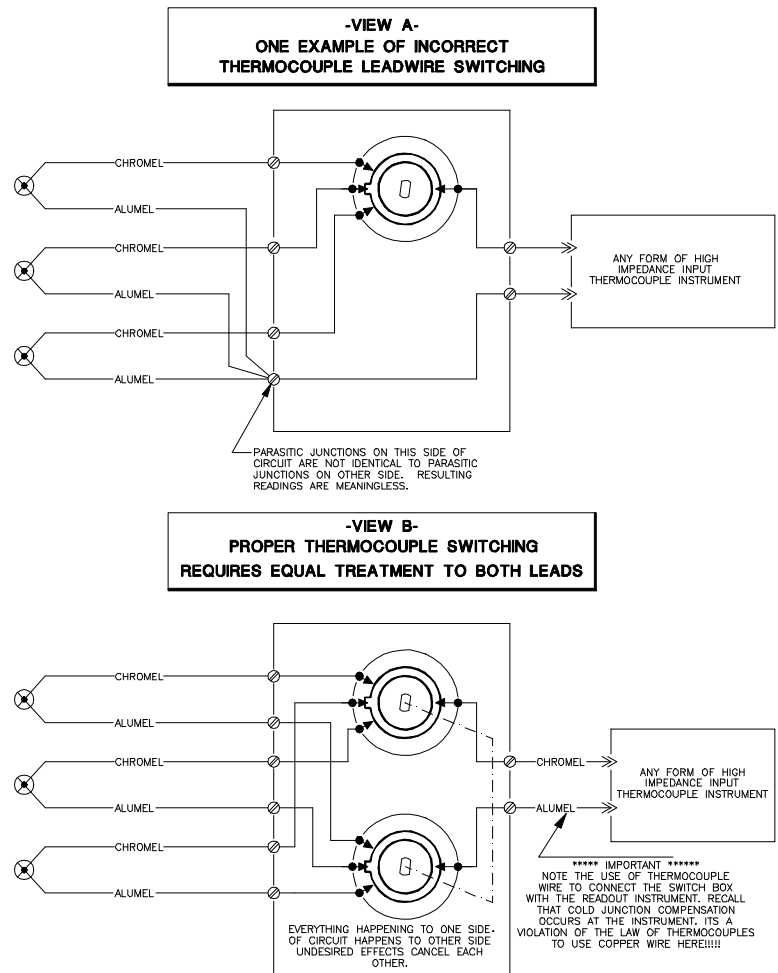 -VIEW A-
ONE EXAMPLE OF INCORRECT
THERMOCOUPLE LEADWIRE SWITCHING
CHROMEL
ALUMEL
CHROMEL
ALUMEL
CHROMEL
ALUMEL
ANY FORM OF HIGH
IMPEDANCE INPUT
THERMOCOUPLE INSTRUMENT
PARASITIC JUNCTIONS ON THIS SIDE OF
CIRCUIT ARE NOT IDENTICAL TO PARASITIC
JUNCTIONS ON OTHER SIDE. RESULTING
READINGS ARE MEANINGLESS.
-VIEW B-
PROPER THERMOCOUPLE SWITCHING
REQUIRES EQUAL TREATMENT TO BOTH LEADS
CHROMEL
ALUMEL
CHROMEL
ALUMEL
CHROMEL
ALUMEL
CHROMEL
ALUMEL
ANY FORM OF HIGH
IMPEDANCE INPUT
THERMOCOUPLE INSTRUMENT
***** IMPORTANT ******
NOTE THE USE OF THERMOCOUPLE
WIRE TO CONNECT THE SWITCH BOX
WITH THE READOUT INSTRUMENT. RECALL
THAT COLD JUNCTION COMPENSATION
OCCURS AT THE INSTRUMENT. ITS A
VIOLATION OF THE LAW OF THERMOCOUPLES
TO USE COPPER WIRE HERE!!!!!
EVERYTHING HAPPENING TO ONE SIDE
OF CIRCUIT HAPPENS TO OTHER SIDE
UNDESIRED EFFECTS CANCEL EACH
OTHER.